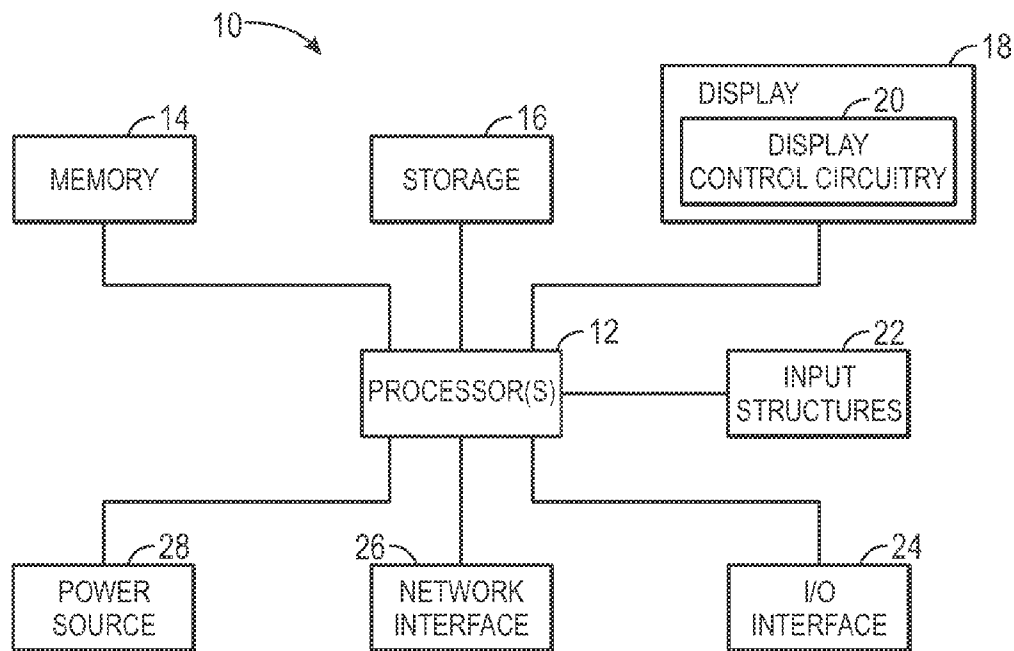 10
18
DISPLAY
14
16
20
MEMORY
STORAGE
DISPLAY
CONTROL CIRCUITRY
12
22
PROCESSOR(S)
INPUT
STRUCTURES
28
26
24
POWER
SOURCE
NETWORK
INTERFACE
I/O
INTERFACE